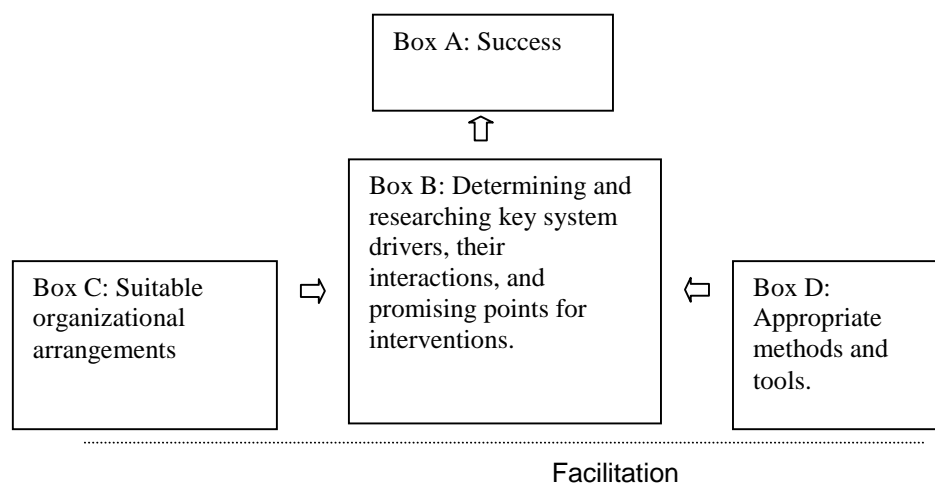 Box A: Success
Box B: Determining and
researching key system
drivers, their
interactions, and
promising points for
interventions.
Box C: Suitable
organizational
arrangements
Box D:
Appropriate
methods and
tools.
Facilitation